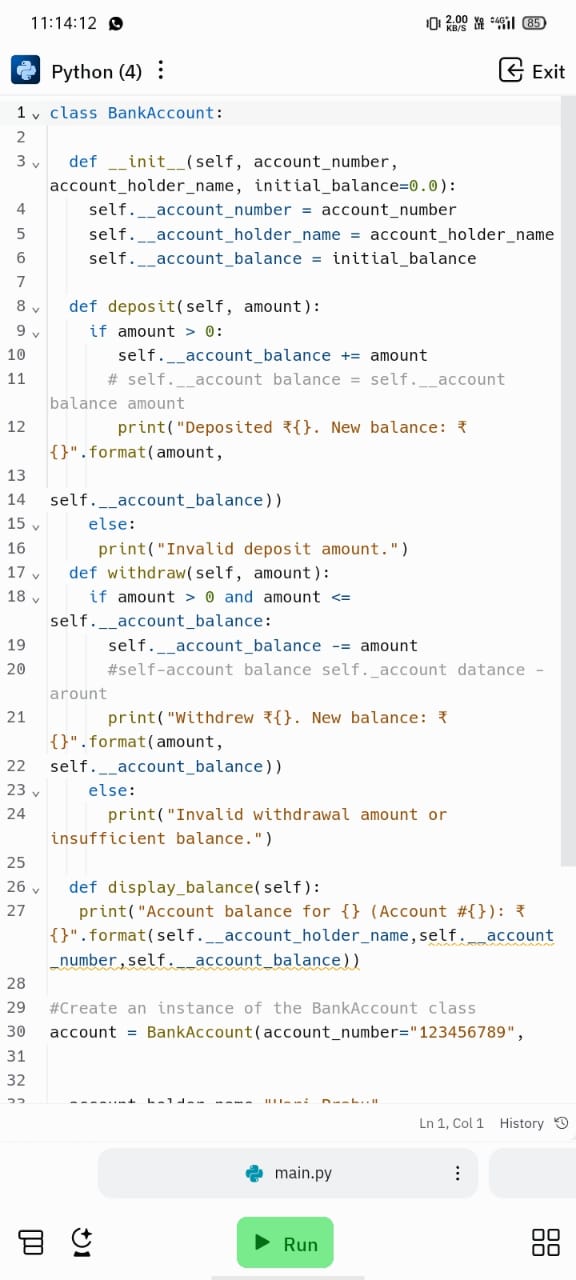 11:14:12
2.00 KB/S Vo LTE 4G+ 85
Python (4)
Exit
1 class BankAccount:
2
3 def __init__(self, account_number,
account_holder_name, initial_balance=0.0):
4 self.__account_number = account_number
5 self.__account_holder_name = account_holder_name
6 self.__account_balance = initial_balance
7
8 def deposit(self, amount):
9 if amount > 0:
10 self.__account_balance += amount
11 # self.__account balance = self.__account
balance amount
12 print("Deposited ₹{}. New balance: ₹
{}".format(amount,
13
14 self.__account_balance))
15 else:
16 print("Invalid deposit amount.")
17 def withdraw(self, amount):
18 if amount > 0 and amount <=
self.__account_balance:
19 self.__account_balance -= amount
20 #self-account balance self._account datance -
arount
21 print("Withdrew ₹{}. New balance: ₹
{}".format(amount,
22 self.__account_balance))
23 else:
24 print("Invalid withdrawal amount or
insufficient balance.")
25
26 def display_balance(self):
27 print("Account balance for {} (Account #{}): ₹
{}".format(self.__account_holder_name,self.__account
_number,self.__account_balance))
28
29 #Create an instance of the BankAccount class
30 account = BankAccount(account_number="123456789",
31
32
Ln 1, Col 1 History
main.py
Run